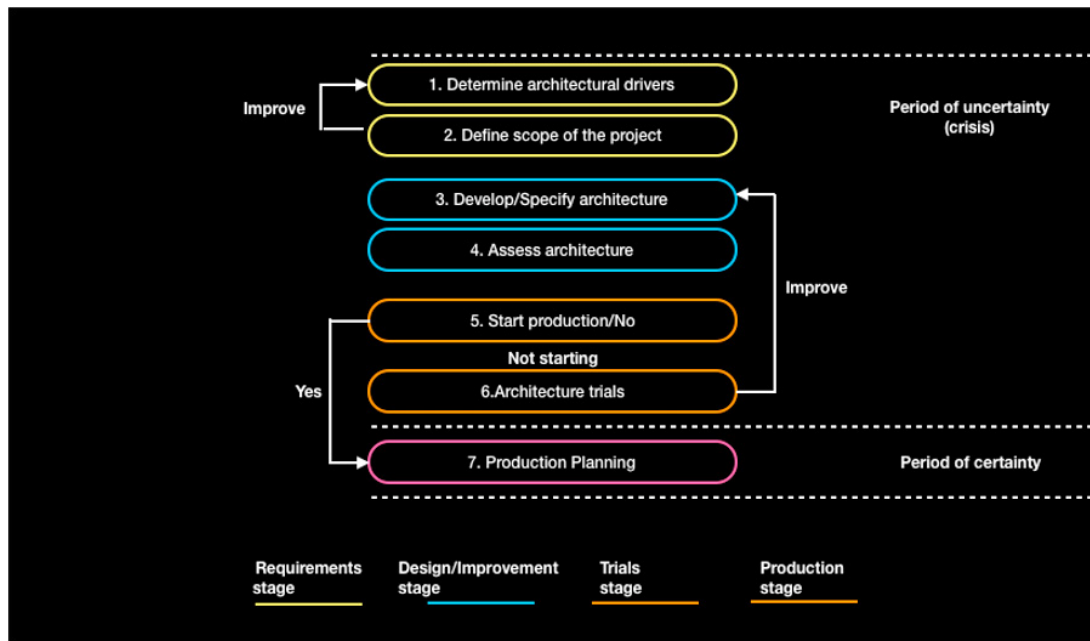 1. Determine architectural drivers
Improve
2. Define scope of the project
Period of uncertainty
(crisis)
3. Develop/Specify architecture
4. Assess architecture
Improve
5. Start production/No
Not starting
Yes
6.Architecture trials
7. Production Planning
Period of certainty
Requirements
stage
Design/Improvement
stage
Trials
stage
Production
stage